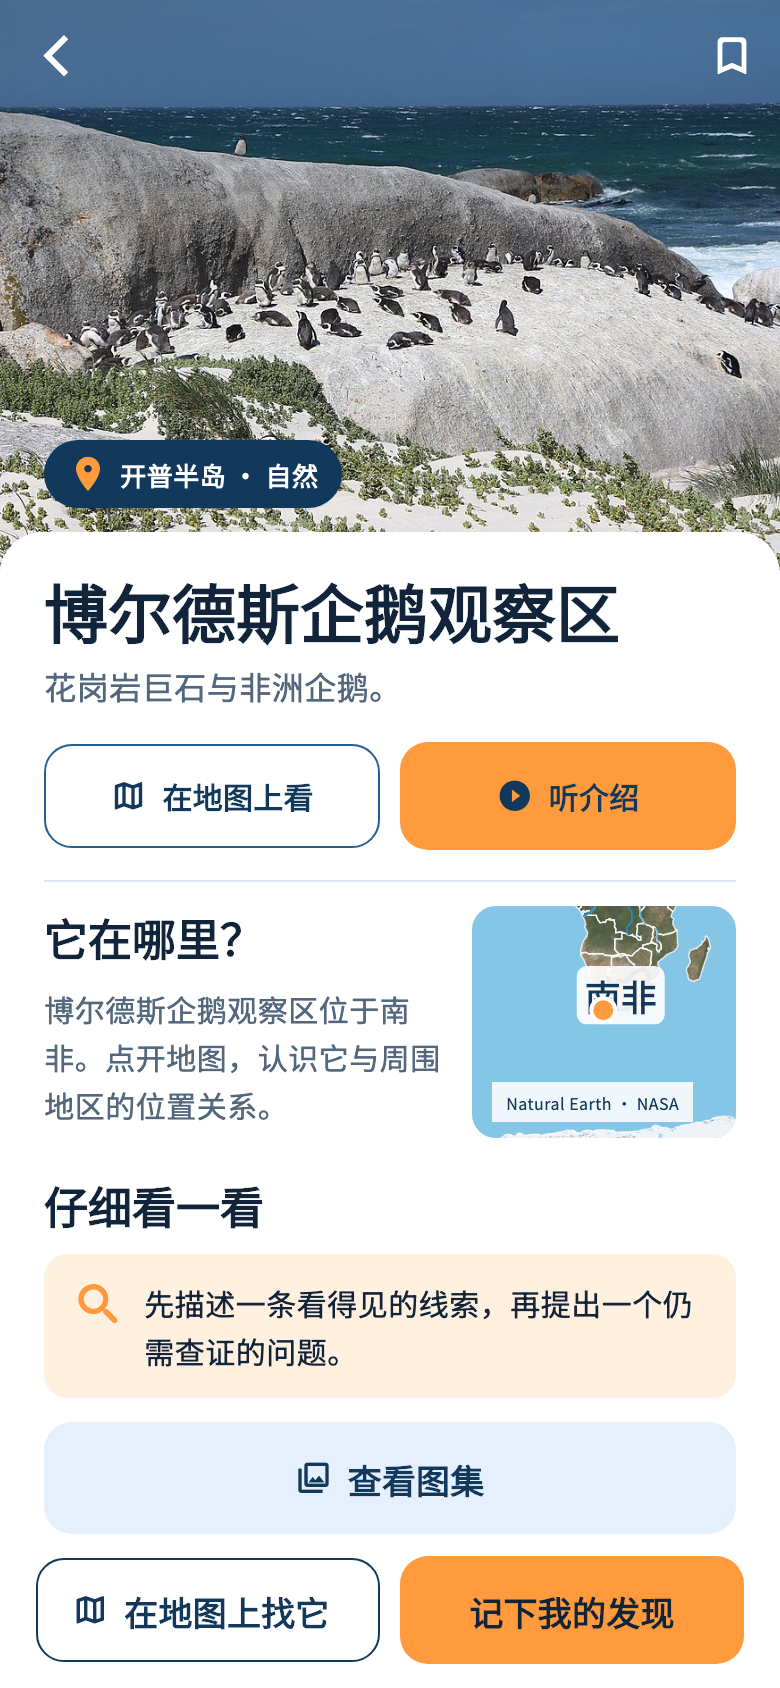 开普半岛 · 自然
博尔德斯企鹅观察区
花岗岩巨石与非洲企鹅。
在地图上看
听介绍
它在哪里？
博尔德斯企鹅观察区位于南
非。点开地图，认识它与周围
地区的位置关系。
南非
Natural Earth · NASA
仔细看一看
先描述一条看得见的线索，再提出一个仍
需查证的问题。
查看图集
在地图上找它
记下我的发现